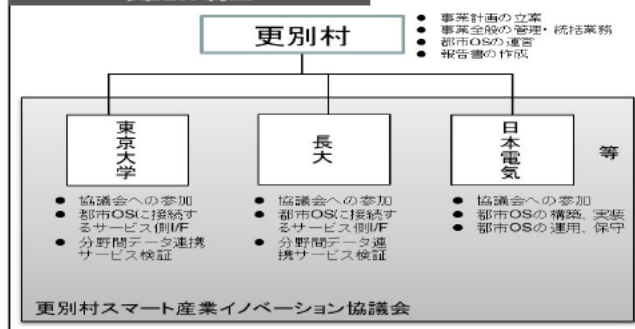 更別村
● 事業計画の立案
● 事業全般の管理・統括業務
● 都市OSの運営
● 報告書の作成
東京大学
長大
日本電気
等
● 協議会への参加
● 都市OSに接続す
るサービス側I/F
● 分野間データ連携
サービス検証
● 協議会への参加
● 都市OSに接続す
るサービス側I/F
● 分野間データ連
携サービス検証
● 協議会への参加
● 都市OSの構築、実装
● 都市OSの運用、保守
更別村スマート産業イノベーション協議会